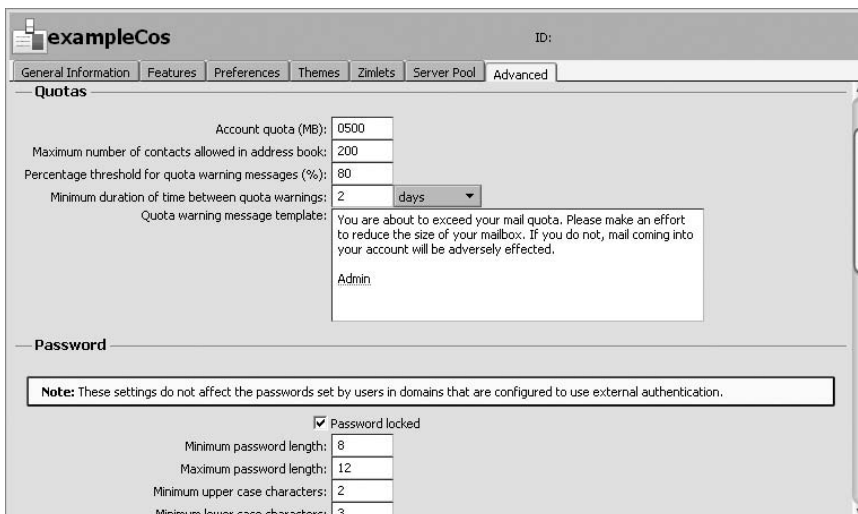 exampleCos
ID:
General Information Features Preferences Themes Zimlets Server Pool Advanced
Quotas
Account quota (MB): 0500
Maximum number of contacts allowed in address book: 200
Percentage threshold for quota warning messages (%): 80
Minimum duration of time between quota warnings: 2 days
Quota warning message template: You are about to exceed your mail quota. Please make an effort
to reduce the size of your mailbox. If you do not, mail coming into
your account will be adversely effected.
Admin
Password
Note: These settings do not affect the passwords set by users in domains that are configured to use external authentication.
Password locked
Minimum password length: 8
Maximum password length: 12
Minimum upper case characters: 2
Minimum lower case characters: 3